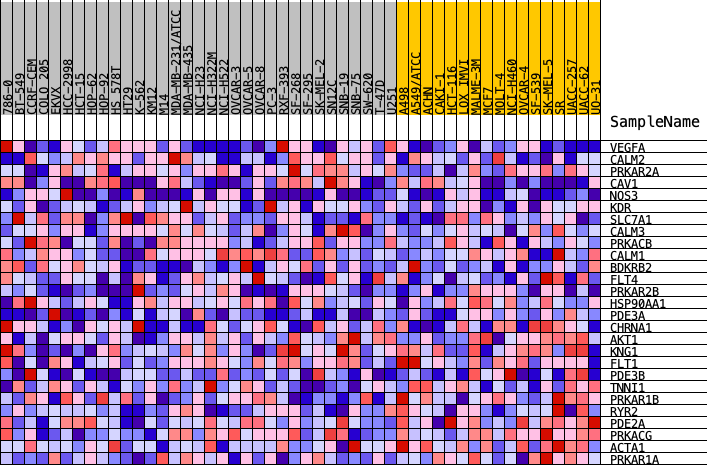 786-0
BT-549
CCRF-CEM
COLO 205
EKVX
HCC-2998
HCT-15
HOP-62
HOP-92
HS 578T
HT29
K-562
KM12
M14
MDA-MB-231/ATCC
MDA-MB-435
NCI-H23
NCI-H322M
NCI-H522
OVCAR-3
OVCAR-5
OVCAR-8
PC-3
RXF-393
SF-268
SF-295
SK-MEL-2
SN12C
SNB-19
SNB-75
SW-620
T-47D
U251
A498
A549/ATCC
ACHN
CAKI-1
HCT-116
LOX IMVI
MALME-3M
MCF7
MOLT-4
NCI-H460
OVCAR-4
SF-539
SK-MEL-5
SR
UACC-257
UACC-62
UO-31
SampleName
VEGFA
CALM2
PRKAR2A
CAV1
NOS3
KDR
SLC7A1
CALM3
PRKACB
CALM1
BDKRB2
FLT4
PRKAR2B
HSP90AA1
PDE3A
CHRNA1
AKT1
KNG1
FLT1
PDE3B
TNNI1
PRKAR1B
RYR2
PDE2A
PRKACG
ACTA1
PRKAR1A